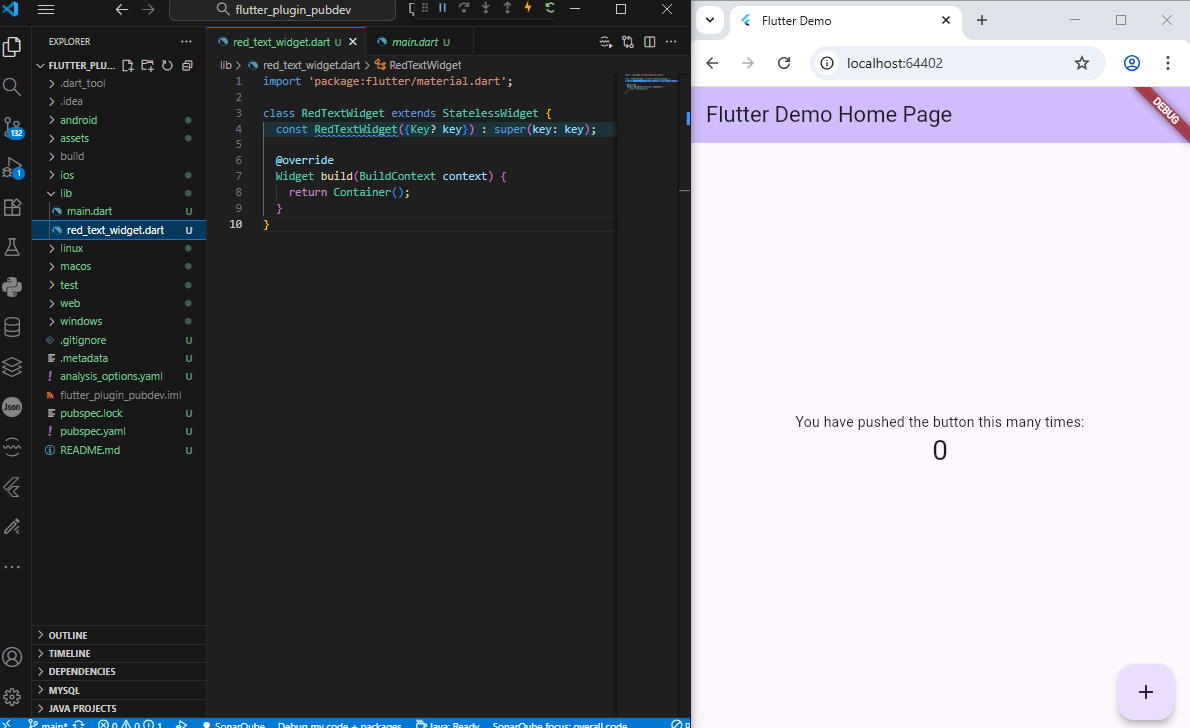 flutter_plugin_pubdev
EXPLORER
FLUTTER_PLU...
.dart_tool
.idea
android
assets
build
ios
lib
main.dart U
red_text_widget.dart U
linux
macos
test
web
windows
.gitignore U
.metadata U
analysis_options.yaml U
flutter_plugin_pubdev.iml
pubspec.lock U
pubspec.yaml U
README.md U
OUTLINE
TIMELINE
DEPENDENCIES
MYSQL
JAVA PROJECTS
132
1
Json
red_text_widget.dart U
main.dart U
lib > red_text_widget.dart > RedTextWidget
1 import 'package:flutter/material.dart';
2
3 class RedTextWidget extends StatelessWidget {
4 const RedTextWidget({Key? key}) : super(key: key);
5
6 @override
7 Widget build(BuildContext context) {
8 return Container();
9 }
10 }
main* 0 0 1 SonarQube Debug my code + packages Java: Ready SonarQube focus: overall code
Flutter Demo
localhost:64402
Flutter Demo Home Page
DEBUG
You have pushed the button this many times:
0
+